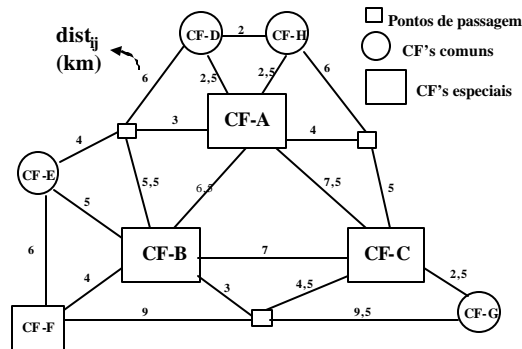 dist ij
(km)
CF-D
2
CF-H
Pontos de passagem
CF's comuns
CF's especiais
6
2,5
2,5
6
3
CF-A
4
4
CF-E
5,5
6,5
7,5
5
5
6
CF-B
7
CF-C
4
3
4,5
2,5
CF-F
9
9,5
CF-G